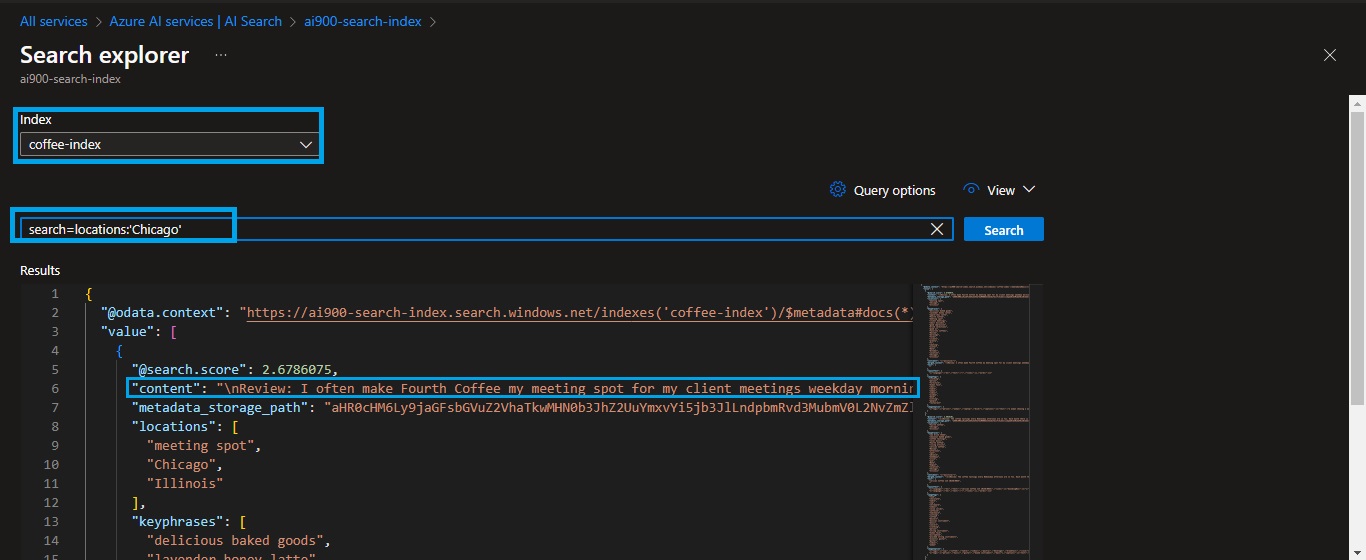 All services > Azure AI services | AI Search > ai900-search-index >
Search explorer ...
ai900-search-index
Index
coffee-index
Query options View
search=locations:'Chicago'
Search
Results
1 {
2 "@odata.context": "https://ai900-search-index.search.windows.net/indexes('coffee-index')/$metadata#docs(*)
3 "value": [
4 {
5 "@search.score": 2.6786075,
6 "content": "\nReview: I often make Fourth Coffee my meeting spot for my client meetings weekday mornin
7 "metadata_storage_path": "aHR0cHM6Ly9jaGFsbGVuZ2VhaTkwMHN0b3JhZ2UuYmxvYi5jb3JlLndpbmRvd3MubmV0L2NvZmZl
8 "locations": [
9 "meeting spot",
10 "Chicago",
11 "Illinois"
12 ],
13 "keyphrases": [
14 "delicious baked goods",
15 "lavender honey latte"